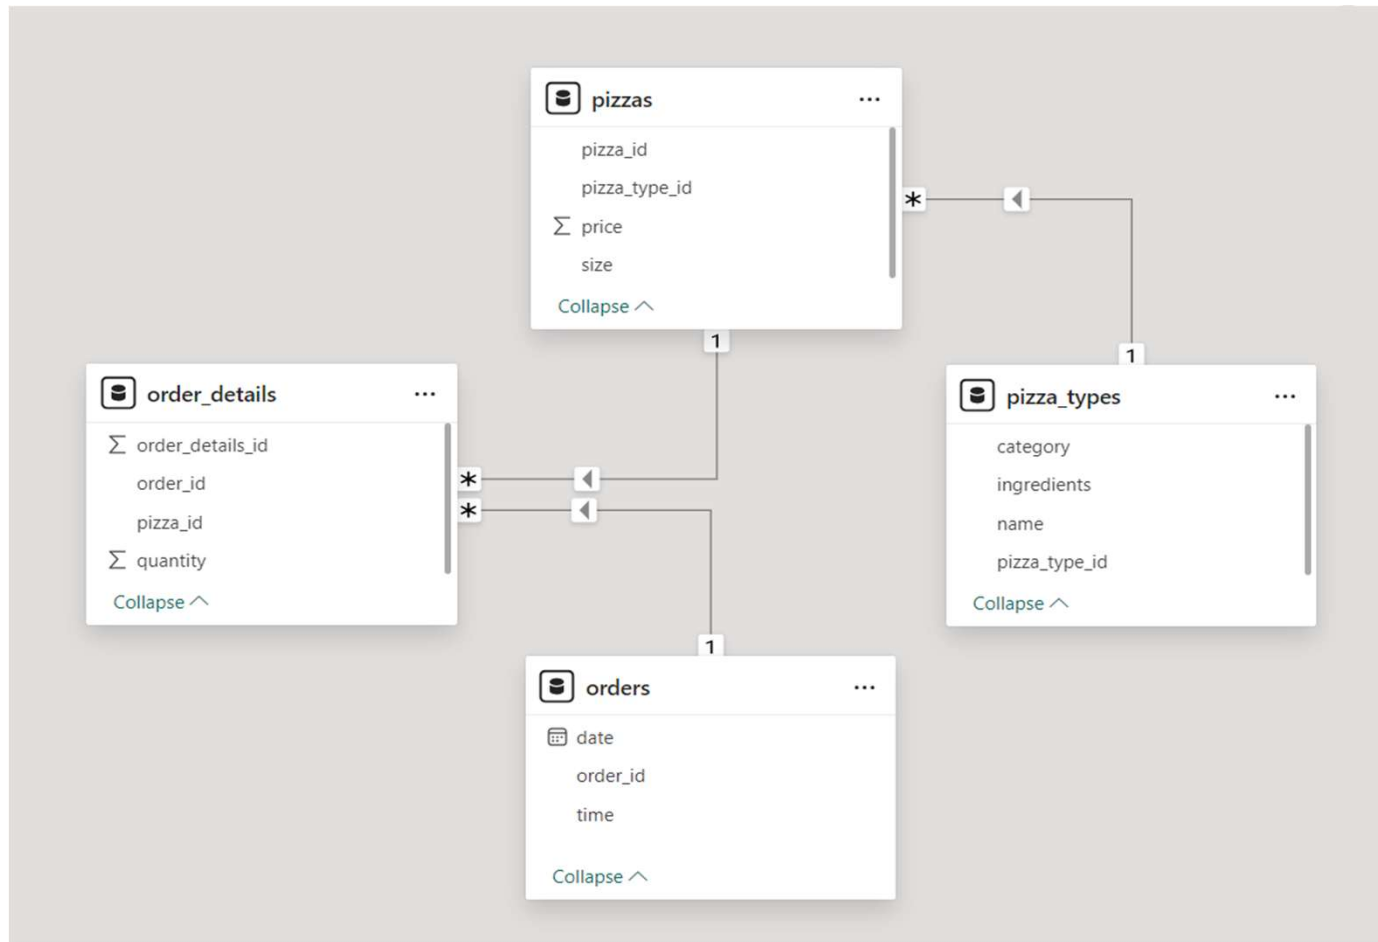 pizzas
pizza_id
pizza_type_id
∑ price
size
Collapse
*
1
1
order_details
∑ order_details_id
order_id
pizza_id
∑ quantity
Collapse
*
*
pizza_types
category
ingredients
name
pizza_type_id
Collapse
1
orders
date
order_id
time
Collapse